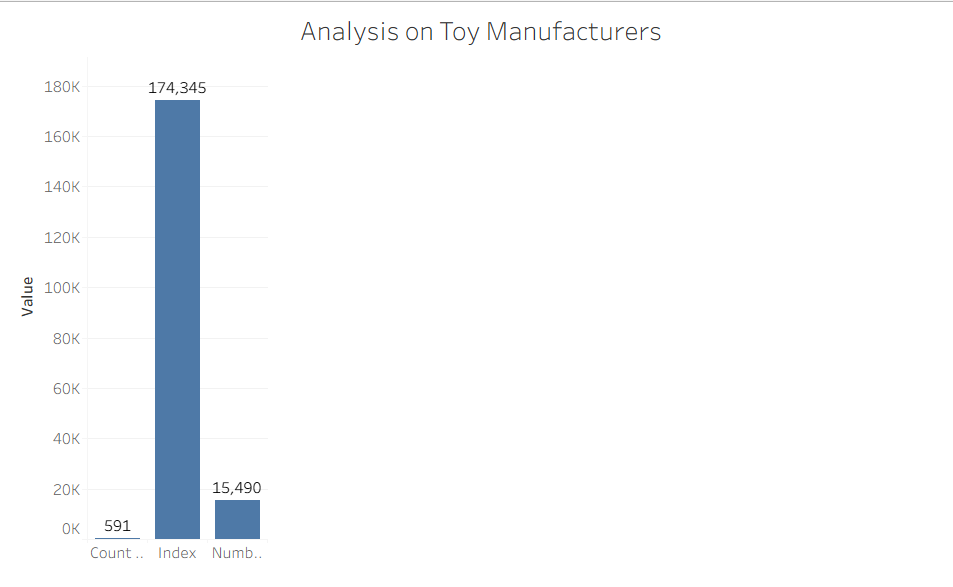 Analysis on Toy Manufacturers
180K
174,345
160K
140K
120K
100K
Value
80K
60K
40K
20K
15,490
0K
591
Count ..
Index
Numb..